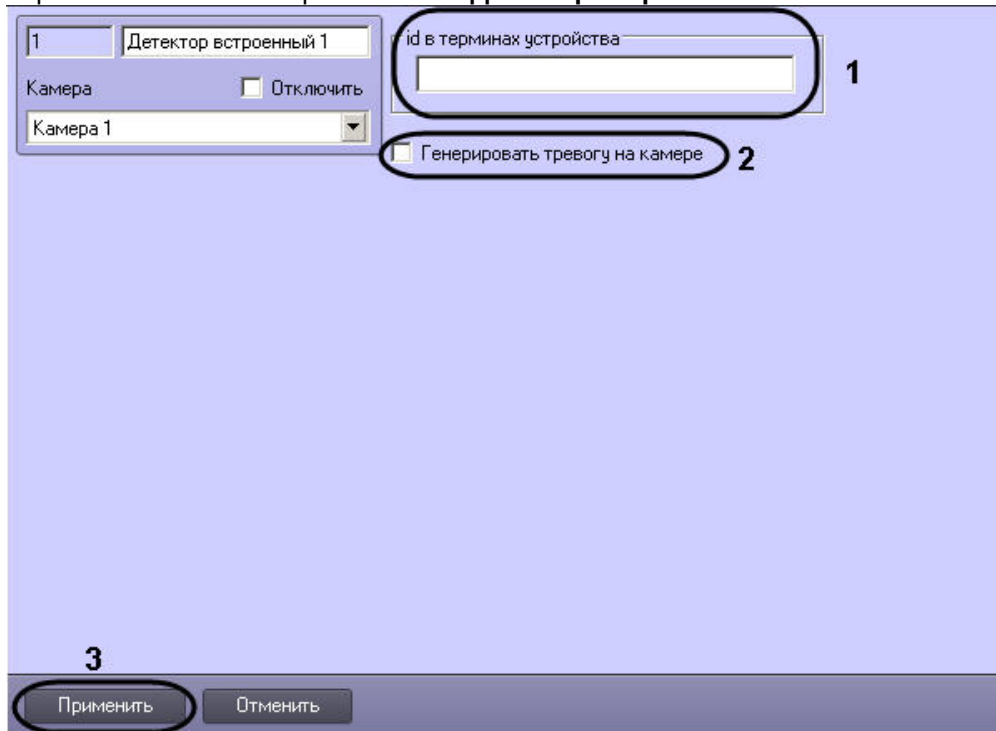 1 Детектор встроенный 1
Камера Отключить
Камера 1
id в терминах устройства
1
Генерировать тревогу на камере
2
3
Применить Отменить